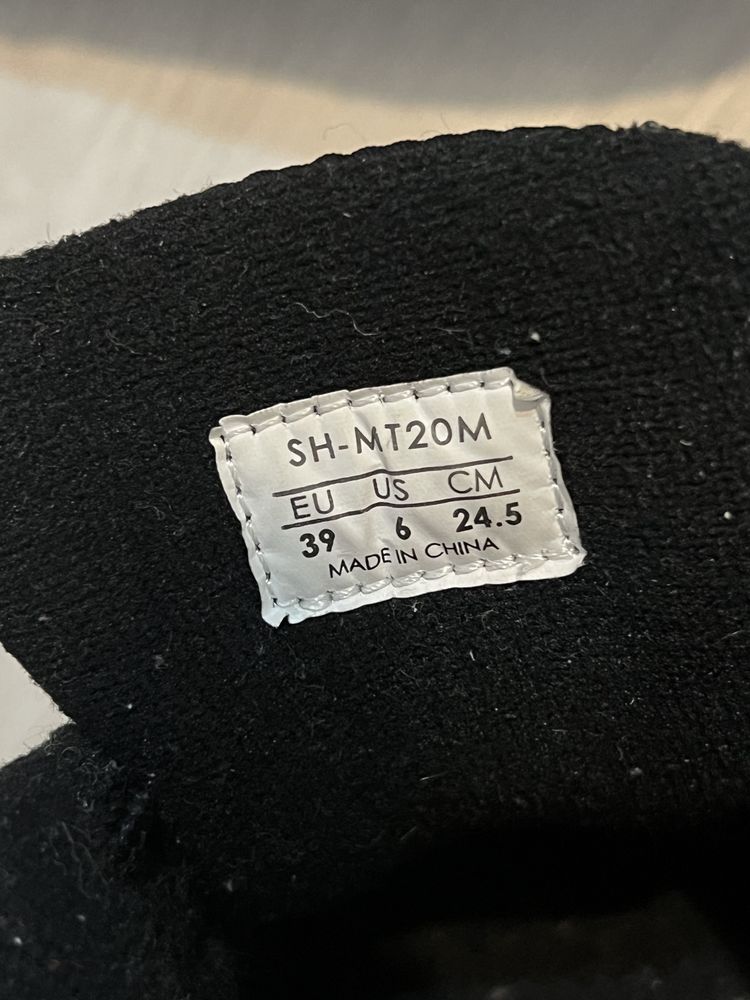 SH-MT20M
EU US CM
39 6 24.5
MADE IN CHINA